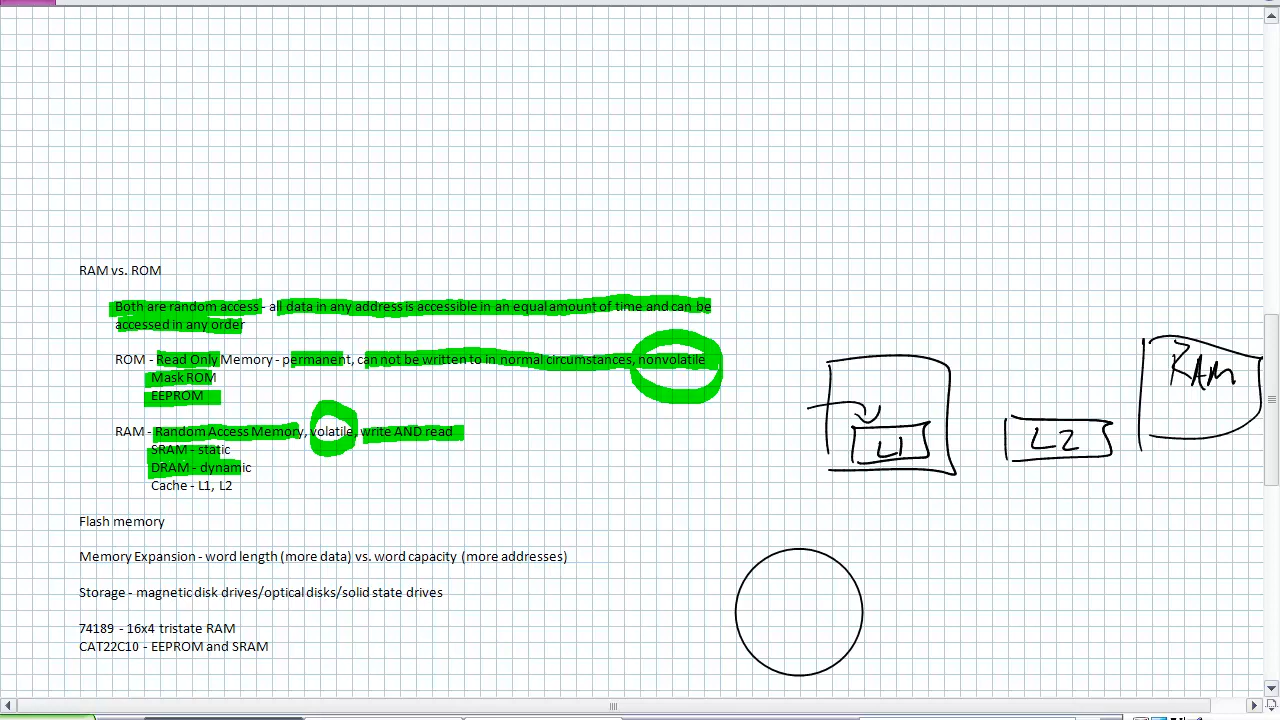 RAM vs. ROM
Both are random access - all data in any address is accessible in an equal amount of time and can be
accessed in any order
ROM - Read Only Memory - permanent, can not be written to in normal circumstances, nonvolatile
Mask ROM
EEPROM
RAM - Random Access Memory, volatile, write AND read
SRAM - static
DRAM - dynamic
Cache - L1, L2
Flash memory
Memory Expansion - word length (more data) vs. word capacity (more addresses)
Storage - magnetic disk drives/optical disks/solid state drives
74189 - 16x4 tristate RAM
CAT22C10 - EEPROM and SRAM
L1
L2
RAM